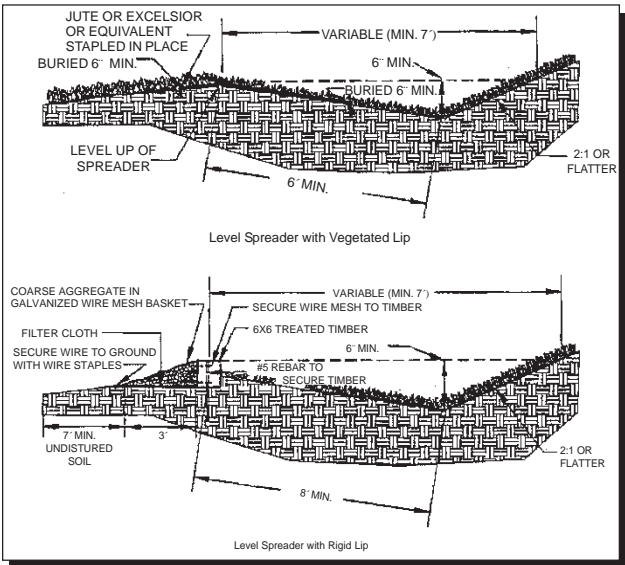 JUTE OR EXCELSIOR
OR EQUIVALENT
STAPLED IN PLACE
BURIED 6" MIN.
VARIABLE (MIN. 7')
6" MIN.
BURIED 6" MIN.
LEVEL UP OF
SPREADER
6' MIN.
2:1 OR
FLATTER
Level Spreader with Vegetated Lip
COARSE AGGREGATE IN
GALVANIZED WIRE MESH BASKET
VARIABLE (MIN. 7')
SECURE WIRE MESH TO TIMBER
FILTER CLOTH
6X6 TREATED TIMBER
6" MIN.
SECURE WIRE TO GROUND
WITH WIRE STAPLES
#5 REBAR TO
SECURE TIMBER
7' MIN.
UNDISTURED
SOIL
3'
2:1 OR
FLATTER
8' MIN.
Level Spreader with Rigid Lip